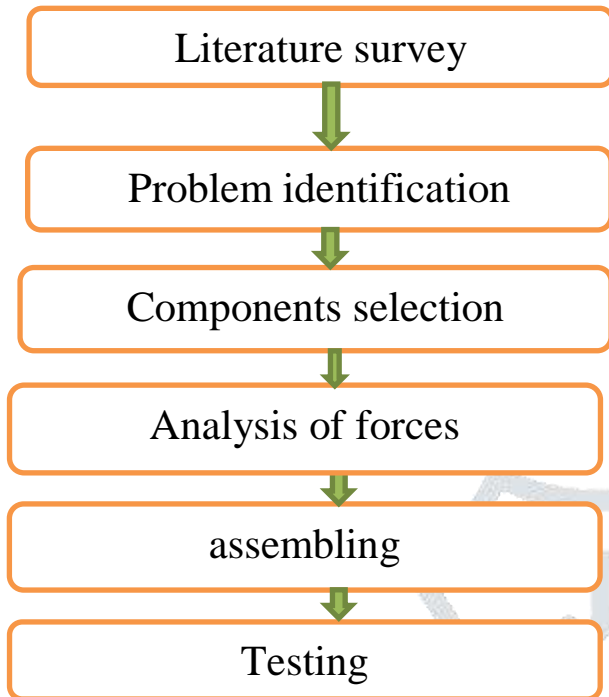 Literature survey
Problem identification
Components selection
Analysis of forces
assembling
Testing